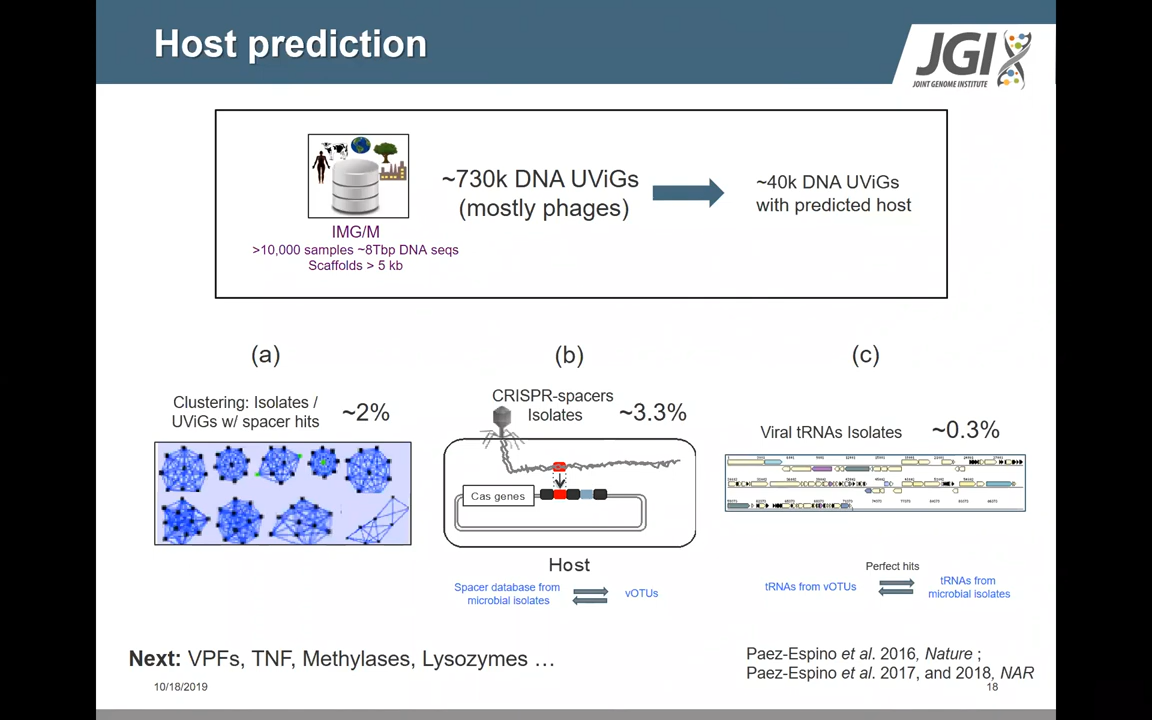 Host prediction
JGI
JOINT GENOME INSTITUTE
~730k DNA UViGs
(mostly phages)
~40k DNA UViGs
with predicted host
IMG/M
>10,000 samples ~8Tbp DNA seqs
Scaffolds > 5 kb
(a)
(b)
(c)
Clustering: Isolates /
UViGs w/ spacer hits
~2%
CRISPR-spacers
Isolates
~3.3%
Viral tRNAs Isolates
~0.3%
Cas genes
Host
Spacer database from
microbial isolates
vOTUs
Perfect hits
tRNAs from vOTUs
tRNAs from
microbial isolates
Next: VPFs, TNF, Methylases, Lysozymes …
Paez-Espino et al. 2016, Nature ;
Paez-Espino et al. 2017, and 2018, NAR
10/18/2019
18